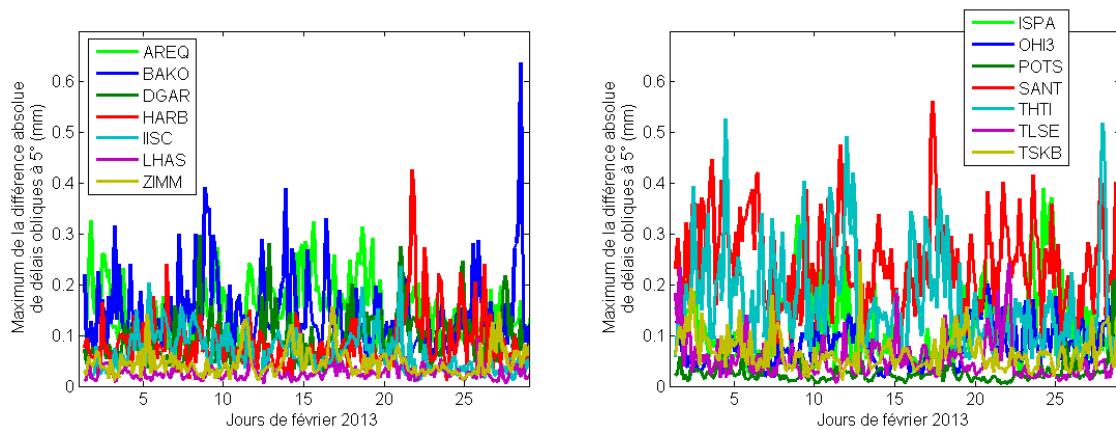 Maximum de la différence absolue
de délais obliques à 5° (mm)
0.6
0.5
0.4
0.3
0.2
0.1
0
AREQ
BAKO
DGAR
HARB
IISC
LHAS
ZIMM
5
10
15
20
25
Jours de février 2013
Maximum de la différence absolue
de délais obliques à 5° (mm)
0.6
0.5
0.4
0.3
0.2
0.1
0
ISPA
OHI3
POTS
SANT
THTI
TLSE
TSKB
5
10
15
20
25
Jours de février 2013